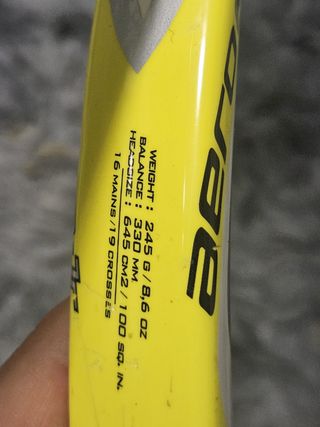 WEIGHT : 245 G / 8,6 OZ
BALANCE : 330 MM
HEADSIZE : 645 CM2 / 100 SQ. IN.
16 MAINS / 19 CROSSES
aero